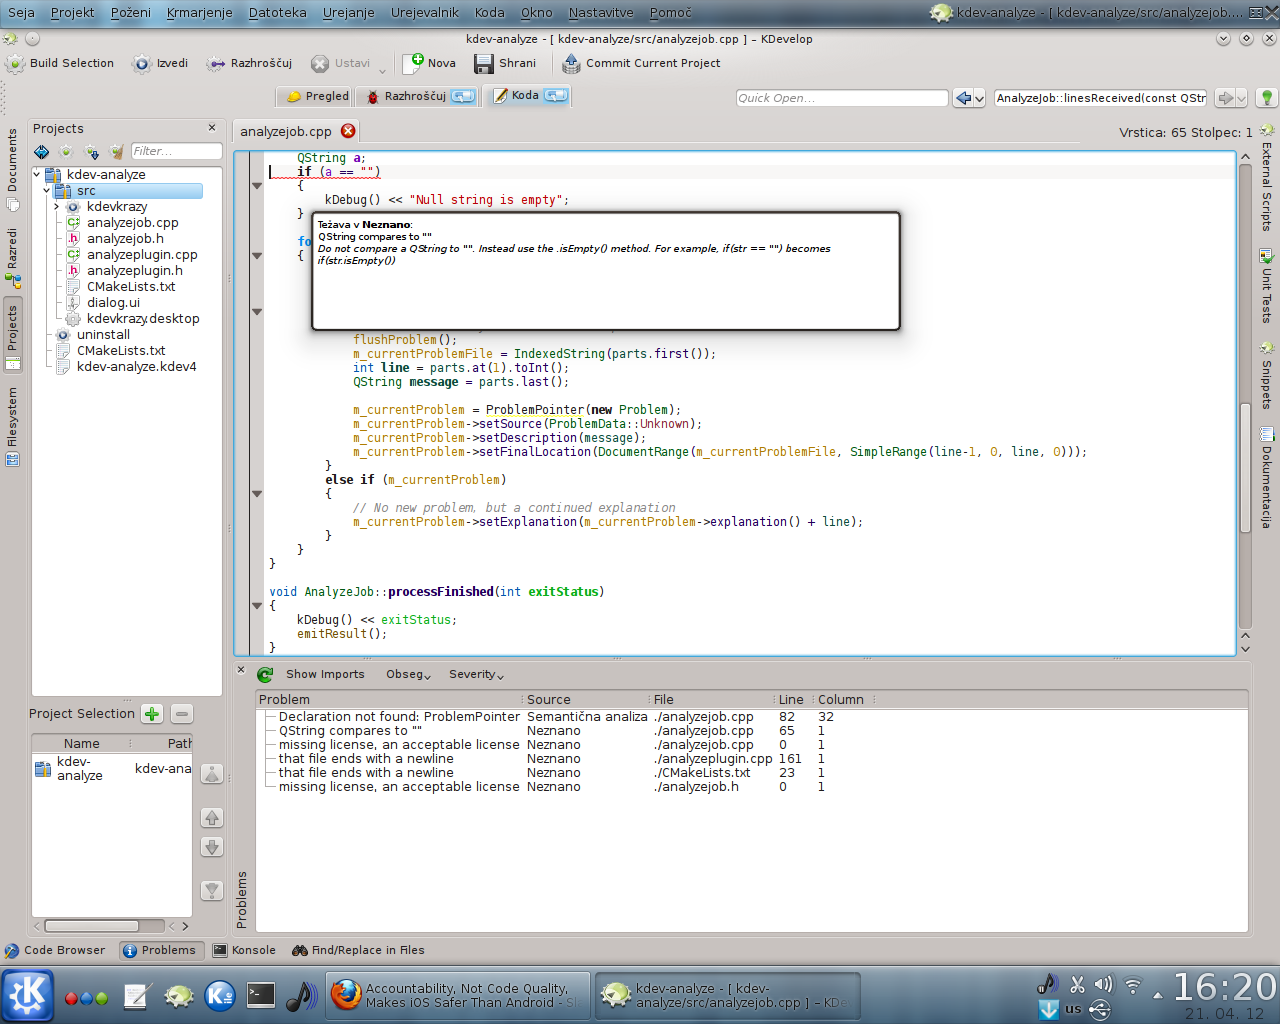 Seja Projekt Poženi Krmarjenje Datoteka Urejanje Urejevalnik Koda Okno Nastavitve Pomoč kdev-analyze - [ kdev-analyze/src/analyzejob....
kdev-analyze - [ kdev-analyze/src/analyzejob.cpp ] – KDevelop
Build Selection Izvedi Razhroščuj Ustavi Nova Shrani Commit Current Project
Pregled Razhroščuj Koda Quick Open... AnalyzeJob::linesReceived(const QStr
Projects
analyzejob.cpp
Vrstica: 65 Stolpec: 1
Filter...
Documents
Razredi
Projects
Filesystem
kdev-analyze
src
kdevkrazy
analyzejob.cpp
analyzejob.h
analyzeplugin.cpp
analyzeplugin.h
CMakeLists.txt
dialog.ui
kdevkrazy.desktop
uninstall
CMakeLists.txt
kdev-analyze.kdev4
QString a;
if (a == "")
{
kDebug() << "Null string is empty";
}
fo
{
Težava v Neznano:
QString compares to ""
Do not compare a QString to "". Instead use the .isEmpty() method. For example, if(str == "") becomes
if(str.isEmpty())
flushProblem();
m_currentProblemFile = IndexedString(parts.first());
int line = parts.at(1).toInt();
QString message = parts.last();
m_currentProblem = ProblemPointer(new Problem);
m_currentProblem->setSource(ProblemData::Unknown);
m_currentProblem->setDescription(message);
m_currentProblem->setFinalLocation(DocumentRange(m_currentProblemFile, SimpleRange(line-1, 0, line, 0)));
}
else if (m_currentProblem)
{
// No new problem, but a continued explanation
m_currentProblem->setExplanation(m_currentProblem->explanation() + line);
}
}
}
void AnalyzeJob::processFinished(int exitStatus)
{
kDebug() << exitStatus;
emitResult();
}
External Scripts
Unit Tests
Snippets
Dokumentacija
Project Selection
Name Path
kdev-
analyze
kdev-ana
Show Imports Obseg Severity
Problem Source File Line Column
Declaration not found: ProblemPointer Semantična analiza ./analyzejob.cpp 82 32
QString compares to "" Neznano ./analyzejob.cpp 65 1
missing license, an acceptable license Neznano ./analyzejob.cpp 0 1
that file ends with a newline Neznano ./analyzeplugin.cpp 161 1
that file ends with a newline Neznano ./CMakeLists.txt 23 1
missing license, an acceptable license Neznano ./analyzejob.h 0 1
Problems
Code Browser Problems Konsole Find/Replace in Files
Accountability, Not Code Quality,
Makes iOS Safer Than Android - Sl
kdev-analyze - [ kdev-
analyze/src/analyzejob.cpp ] – KDe
us
16:20
21. 04. 12